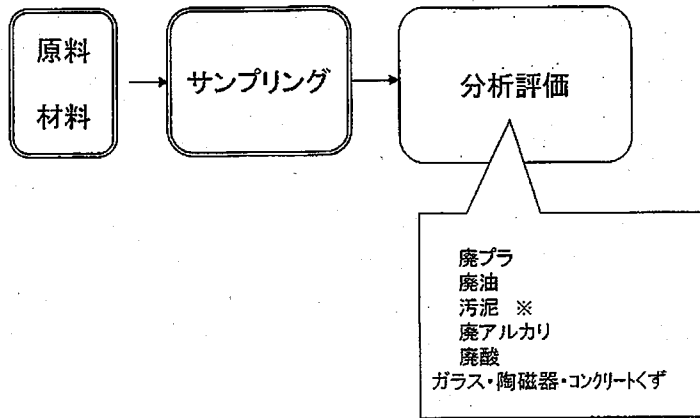 原料
材料
サンプリング
分析評価
廃プラ
廃油
汚泥 ※
廃アルカリ
廃酸
ガラス・陶磁器・コンクリートくず